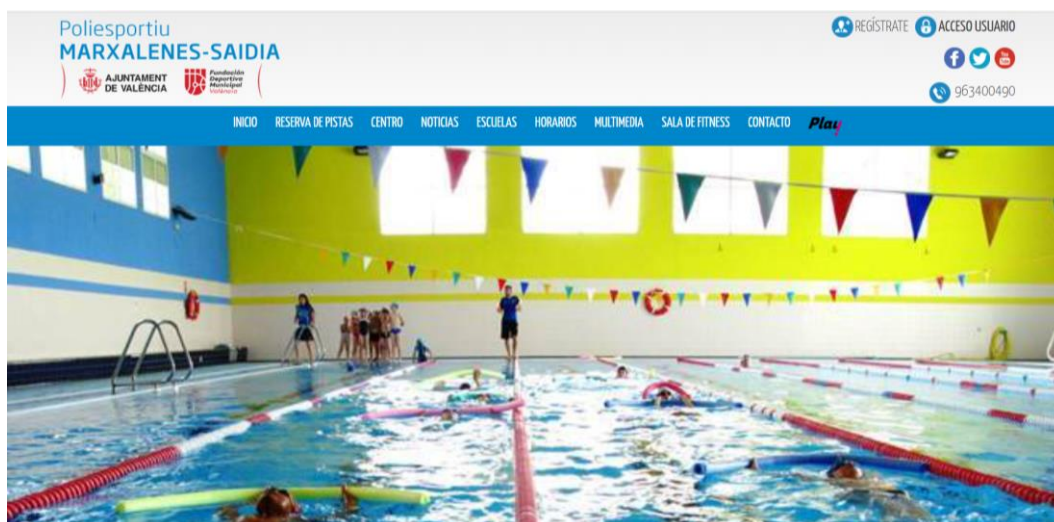 Poliesportiu
MARXALENES-SAIDIA
AJUNTAMENT
DE VALÈNCIA
Fundación
Deportiva
Municipal
Valencia
REGÍSTRATE ACCESO USUARIO
963400490
INICIO RESERVA DE PISTAS CENTRO NOTICIAS ESCUELAS HORARIOS MULTIMEDIA SALA DE FITNESS CONTACTO Play